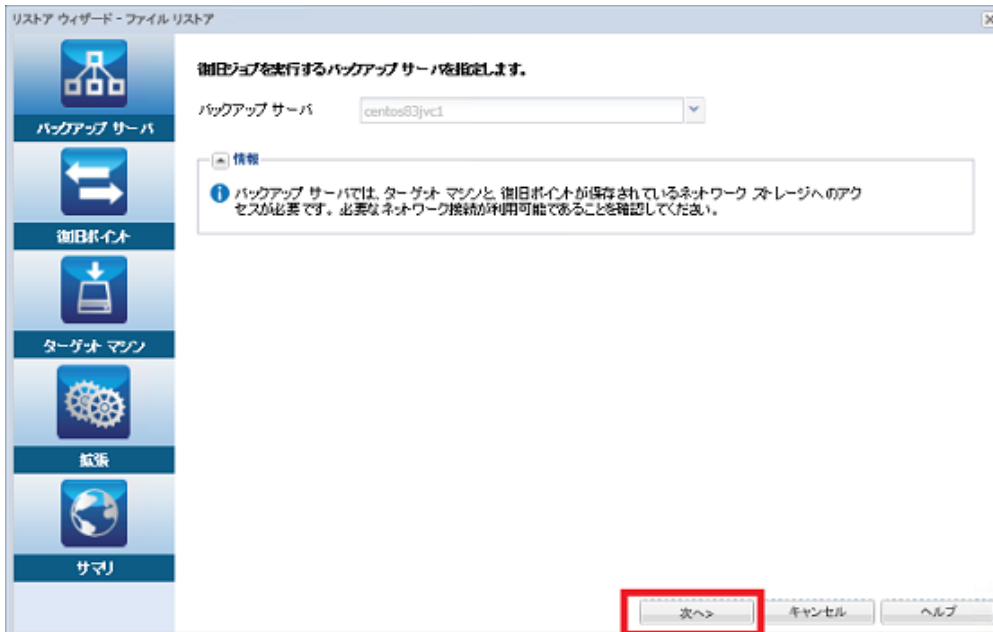 リストア ウィザード - ファイル リストア
バックアップ サーバ
復旧ポイント
ターゲット マシン
拡張
サマリ
復旧ジョブを実行するバックアップ サーバを指定します。
バックアップ サーバ
centos83jvc1
情報
バックアップ サーバでは、ターゲット マシンと、復旧ポイントが保存されているネットワーク ストレージへのアク
セスが必要です。必要なネットワーク接続が利用可能であることを確認してください。
次へ>
キャンセル
ヘルプ